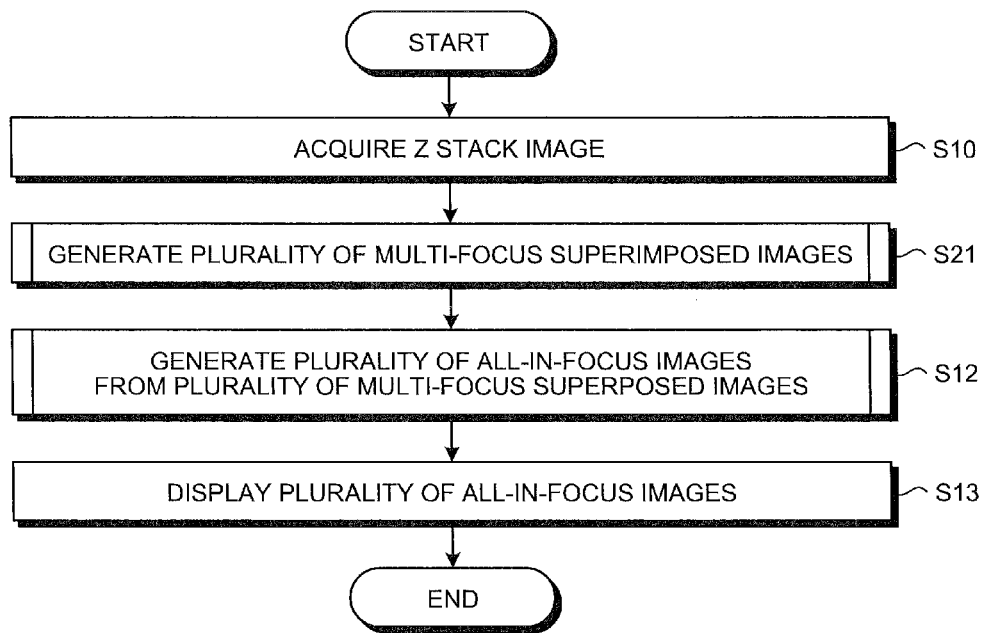 START
ACQUIRE Z STACK IMAGE
S10
GENERATE PLURALITY OF MULTI-FOCUS SUPERIMPOSED IMAGES
S21
GENERATE PLURALITY OF ALL-IN-FOCUS IMAGES
FROM PLURALITY OF MULTI-FOCUS SUPERPOSED IMAGES
S12
DISPLAY PLURALITY OF ALL-IN-FOCUS IMAGES
S13
END